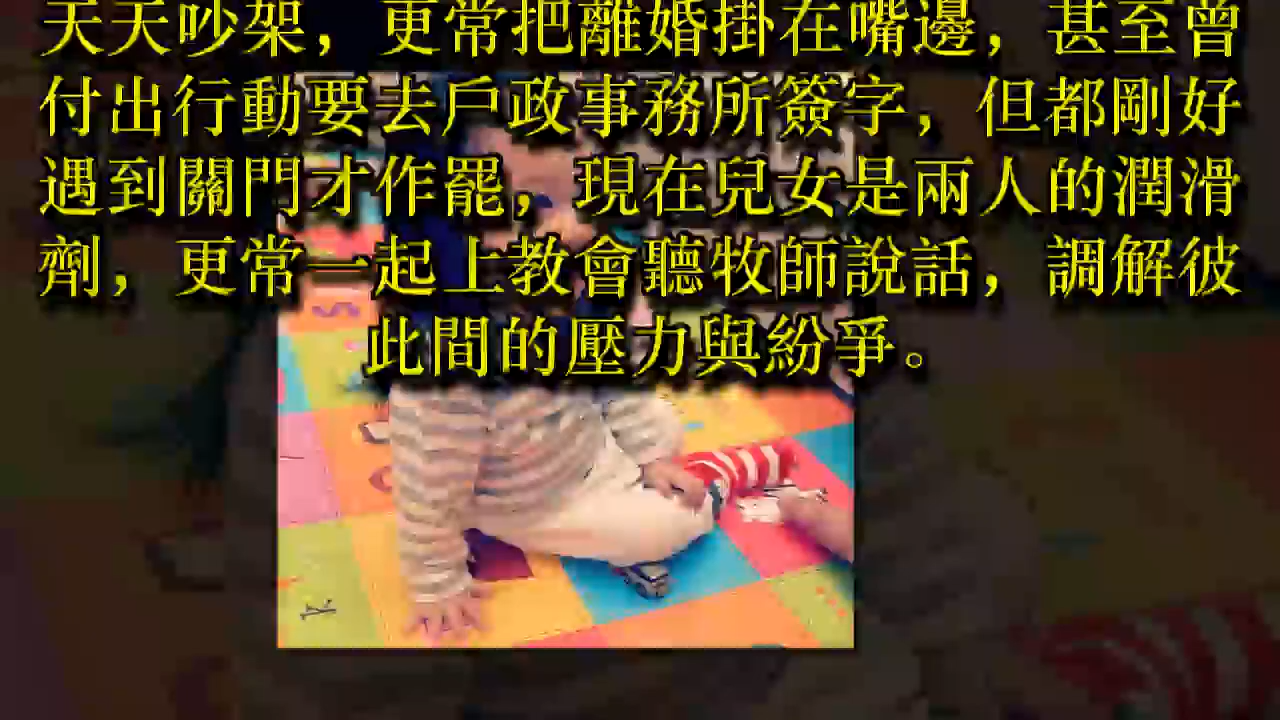 天天吵架，更常把離婚掛在嘴邊，甚至曾
付出行動要去戶政事務所簽字，但都剛好
遇到關門才作罷，現在兒女是兩人的潤滑
劑，更常一起上教會聽牧師說話，調解彼
此間的壓力與紛爭。